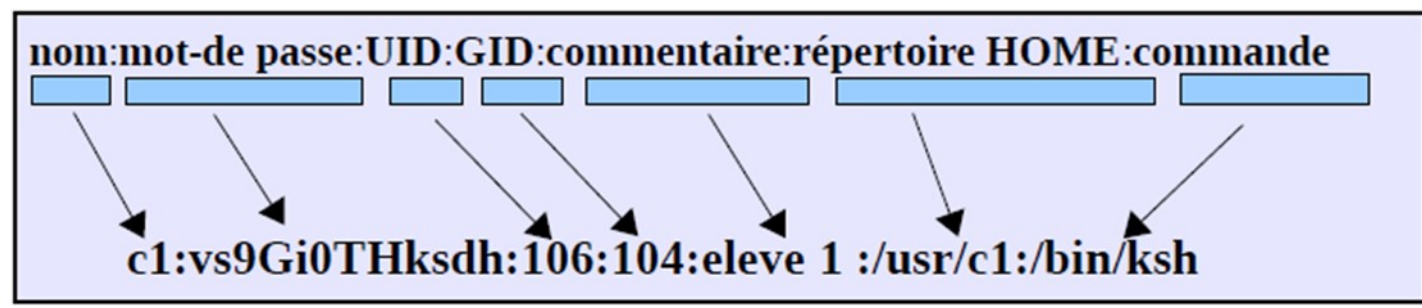 nom:mot-de passe:UID:GID:commentaire:répertoire HOME:commande
c1:vs9Gi0THksdh:106:104:eleve 1 :/usr/c1:/bin/ksh